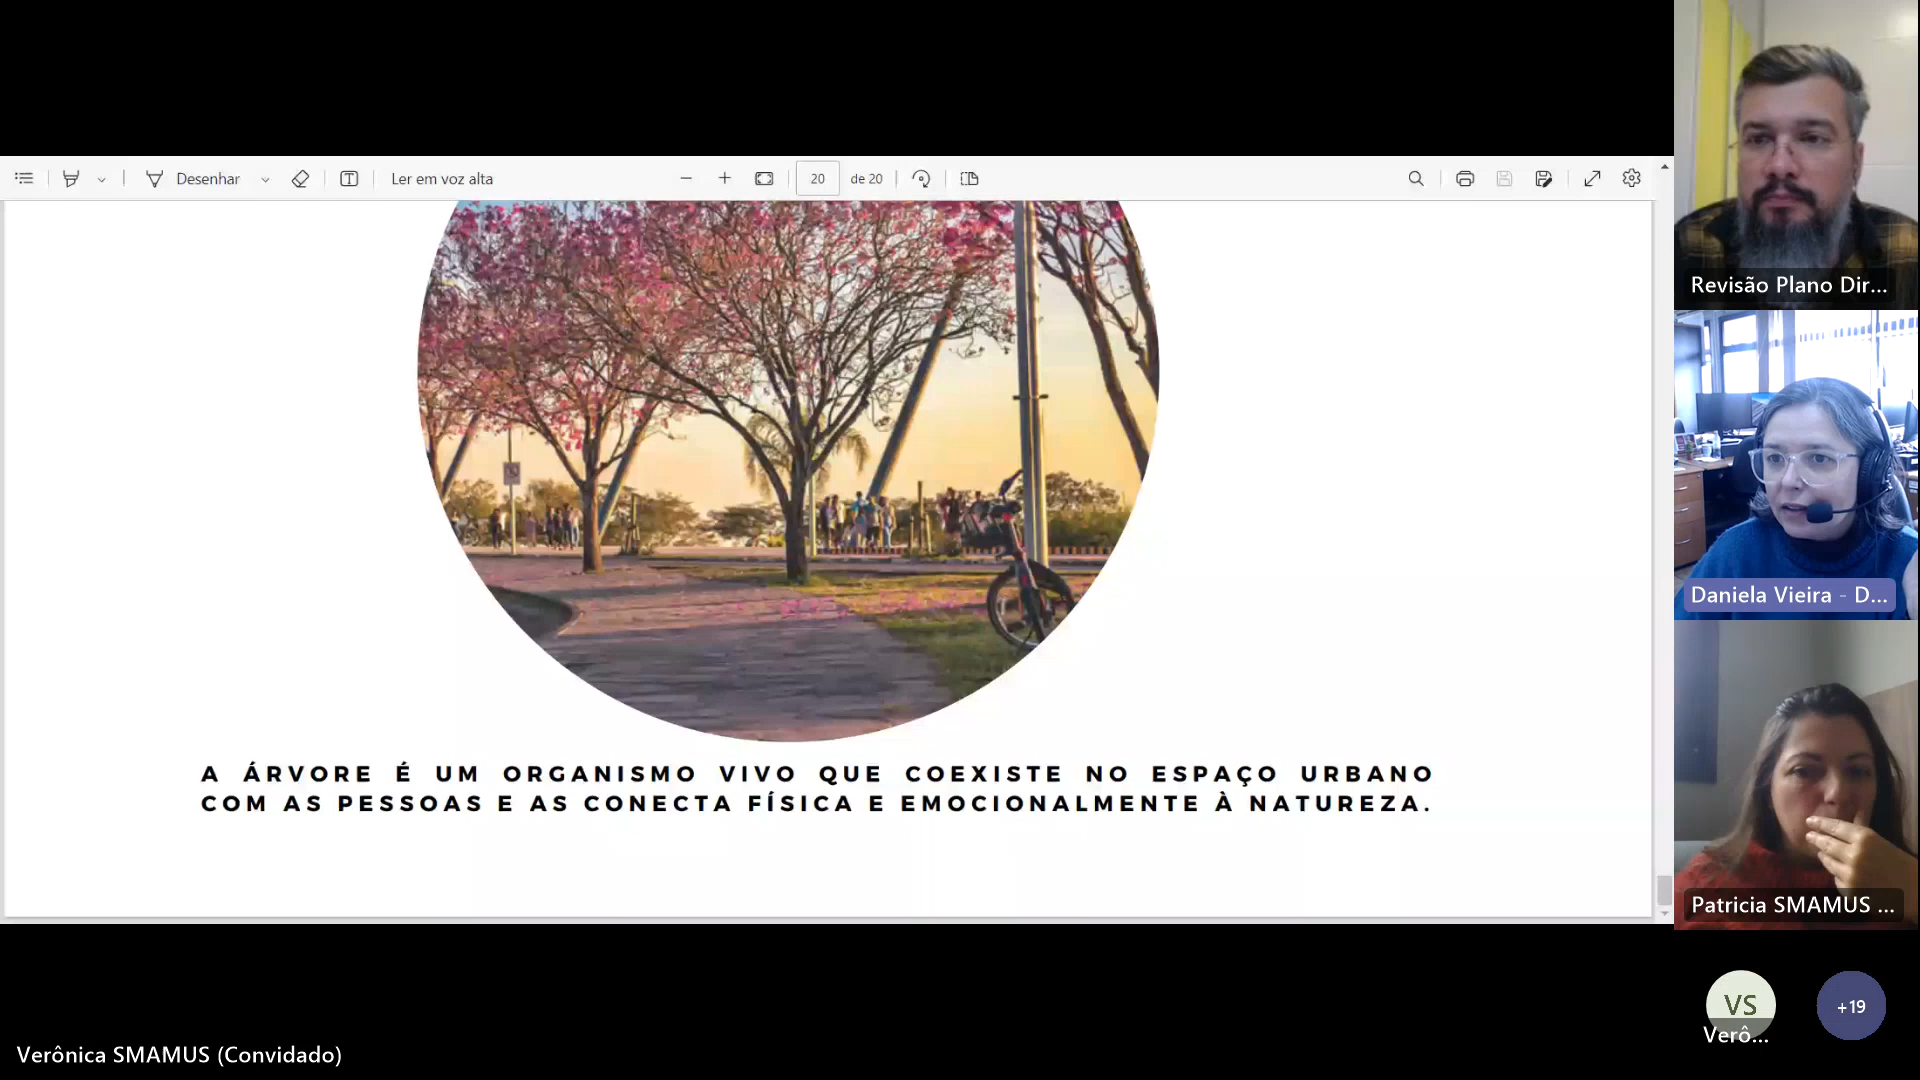 Desenhar
Ler em voz alta
20
de 20
A ÁRVORE É UM ORGANISMO VIVO QUE COEXISTE NO ESPAÇO URBANO
COM AS PESSOAS E AS CONECTA FÍSICA E EMOCIONALMENTE À NATUREZA.
Revisão Plano Dir...
Daniela Vieira - D...
Patricia SMAMUS ...
VS
Verô...
+19
Verônica SMAMUS (Convidado)